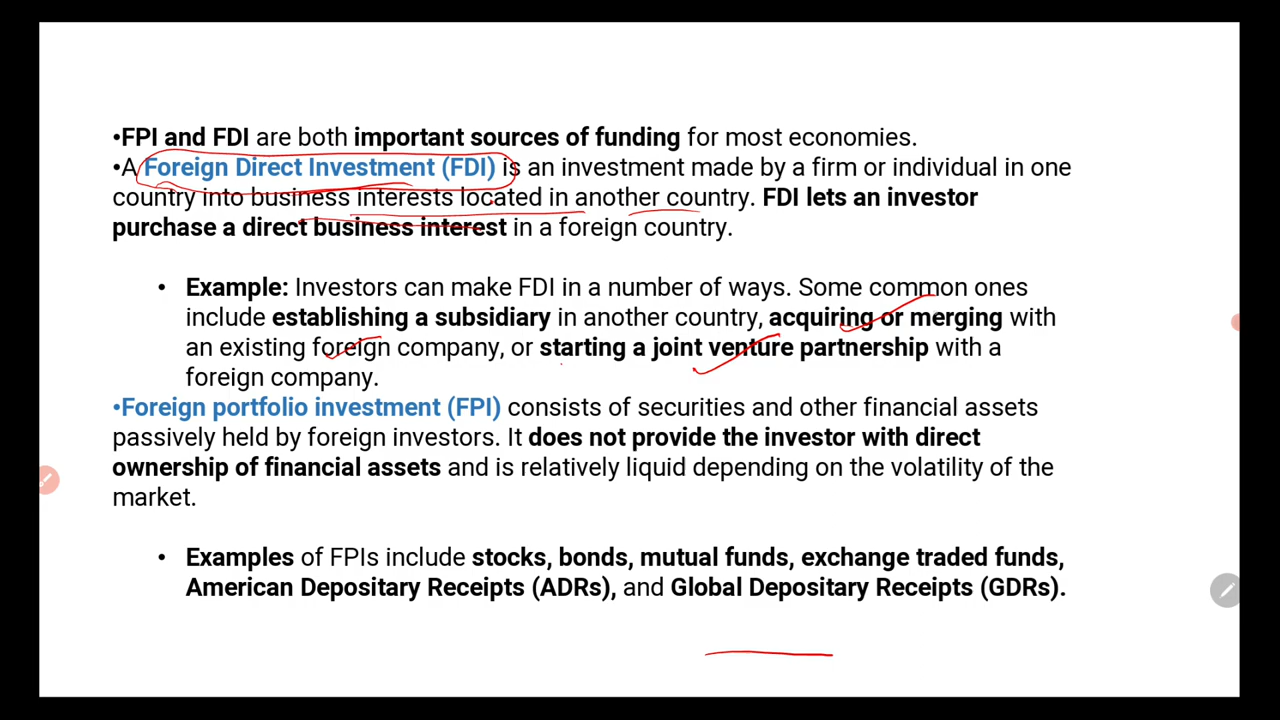 •FPI and FDI are both important sources of funding for most economies.
•A Foreign Direct Investment (FDI) is an investment made by a firm or individual in one
country into business interests located in another country. FDI lets an investor
purchase a direct business interest in a foreign country.
• Example: Investors can make FDI in a number of ways. Some common ones
include establishing a subsidiary in another country, acquiring or merging with
an existing foreign company, or starting a joint venture partnership with a
foreign company.
•Foreign portfolio investment (FPI) consists of securities and other financial assets
passively held by foreign investors. It does not provide the investor with direct
ownership of financial assets and is relatively liquid depending on the volatility of the
market.
• Examples of FPIs include stocks, bonds, mutual funds, exchange traded funds,
American Depositary Receipts (ADRs), and Global Depositary Receipts (GDRs).